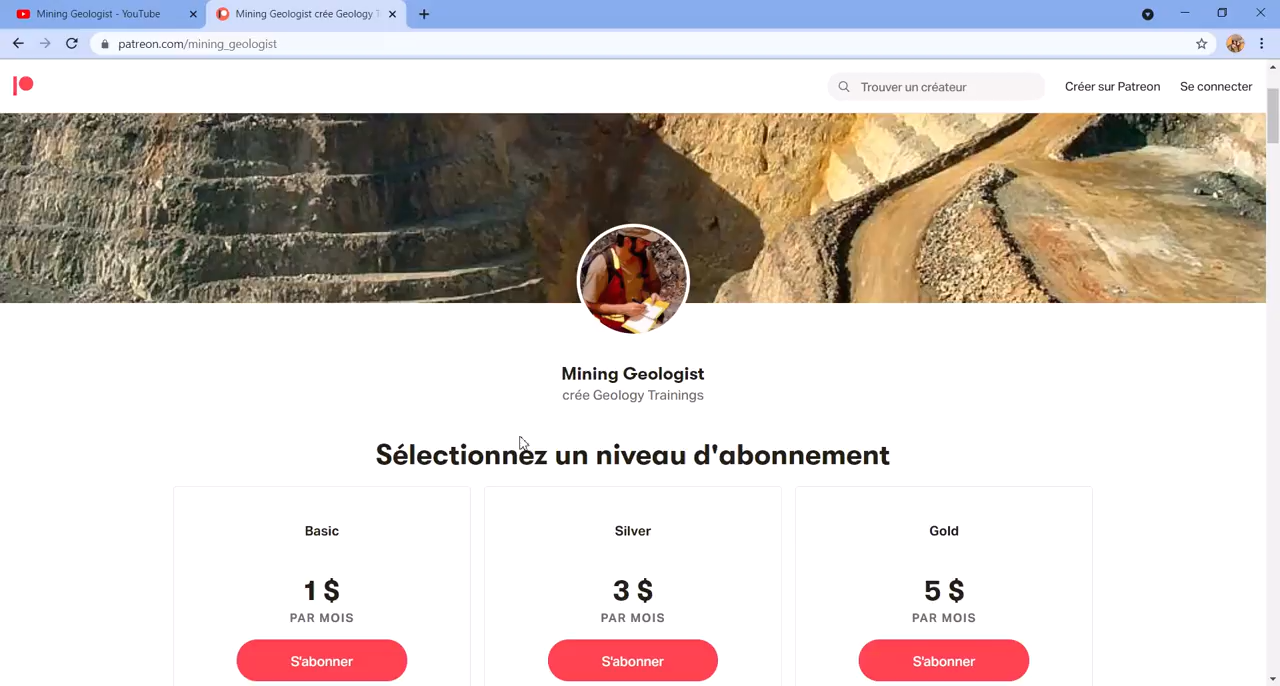 Mining Geologist - YouTube
Mining Geologist crée Geology T
patreon.com/mining_geologist
Trouver un créateur
Créer sur Patreon
Se connecter
Mining Geologist
crée Geology Trainings
Sélectionnez un niveau d'abonnement
Basic
Silver
Gold
1 $
3 $
5 $
PAR MOIS
PAR MOIS
PAR MOIS
S'abonner
S'abonner
S'abonner